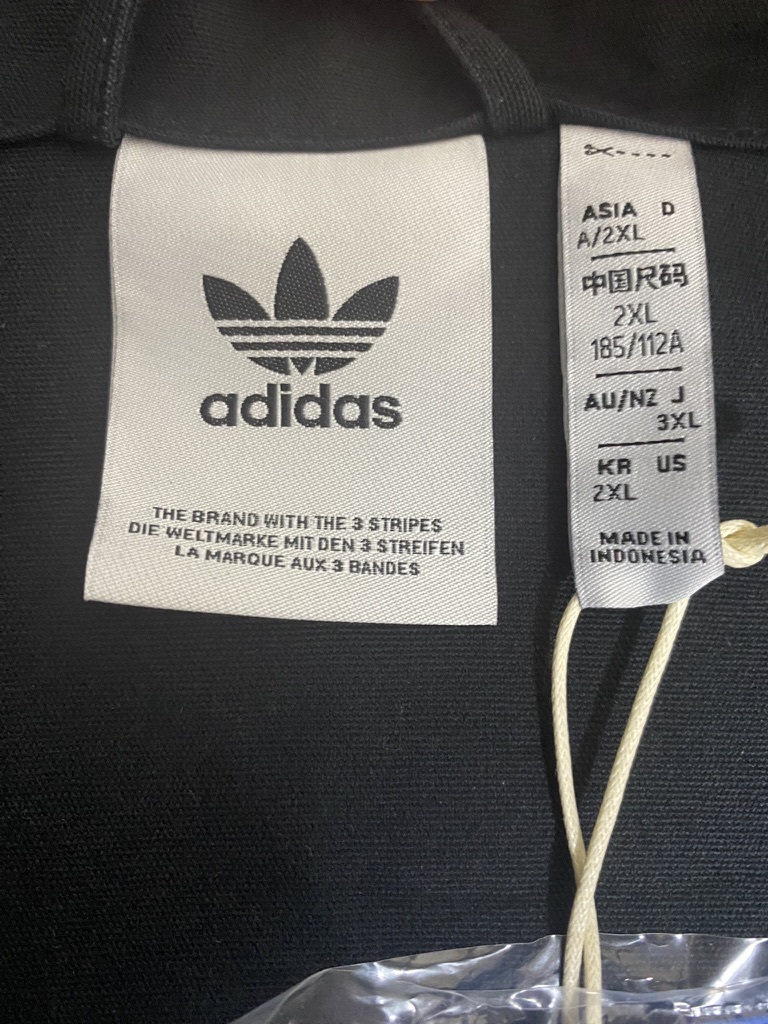 adidas
THE BRAND WITH THE 3 STRIPES
DIE WELTMARKE MIT DEN 3 STREIFEN
LA MARQUE AUX 3 BANDES
ASIA D
A/2XL
中国尺码
2XL
185/112A
AU/NZ J
3XL
KR US
2XL
MADE IN
INDONESIA